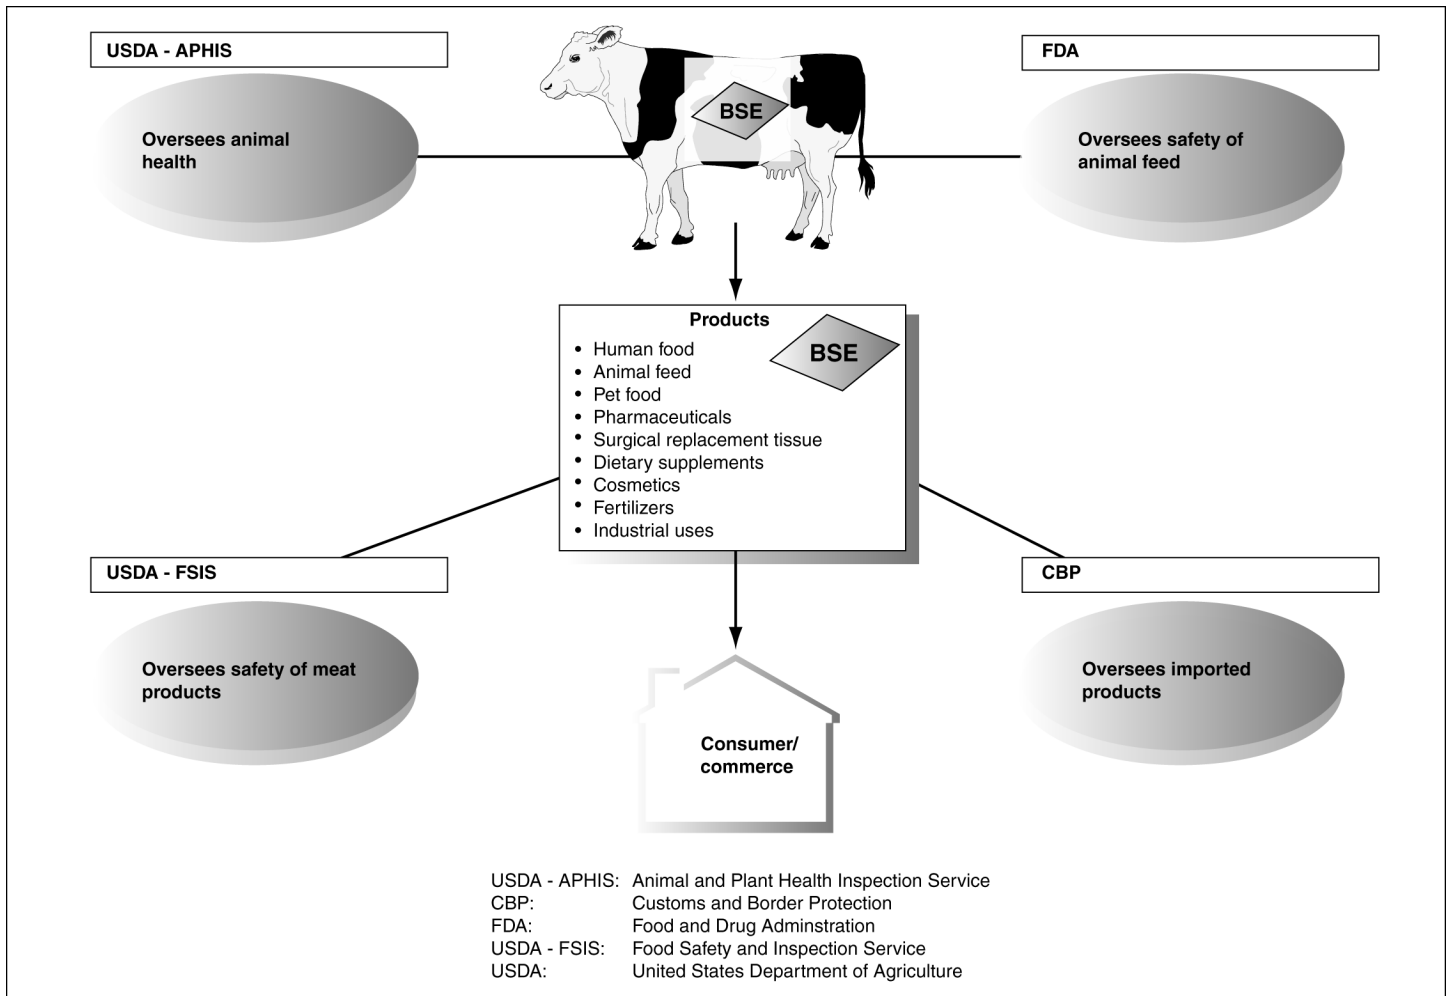 USDA - APHIS
Oversees animal
health
BSE
FDA
Oversees safety of
animal feed
Products
BSE
• Human food
• Animal feed
• Pet food
• Pharmaceuticals
• Surgical replacement tissue
• Dietary supplements
• Cosmetics
• Fertilizers
• Industrial uses
USDA - FSIS
Oversees safety of meat
products
CBP
Oversees imported
products
Consumer/
commerce
USDA - APHIS: Animal and Plant Health Inspection Service
CBP: Customs and Border Protection
FDA: Food and Drug Adminstration
USDA - FSIS: Food Safety and Inspection Service
USDA: United States Department of Agriculture